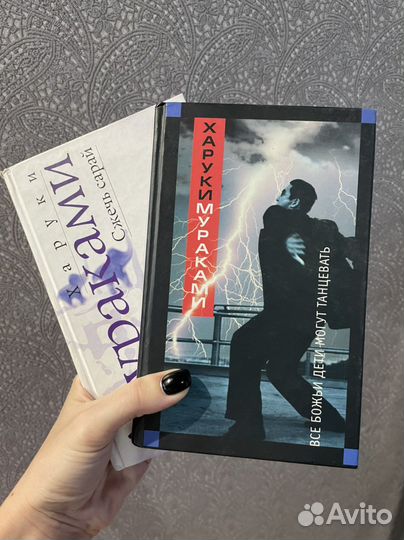 Харуки
Мураками
Сжечь сарай
ХАРУКИ МУРАКАМИ
ВСЕ БОЖЬИ ДЕТИ МОГУТ ТАНЦЕВАТЬ
Avito